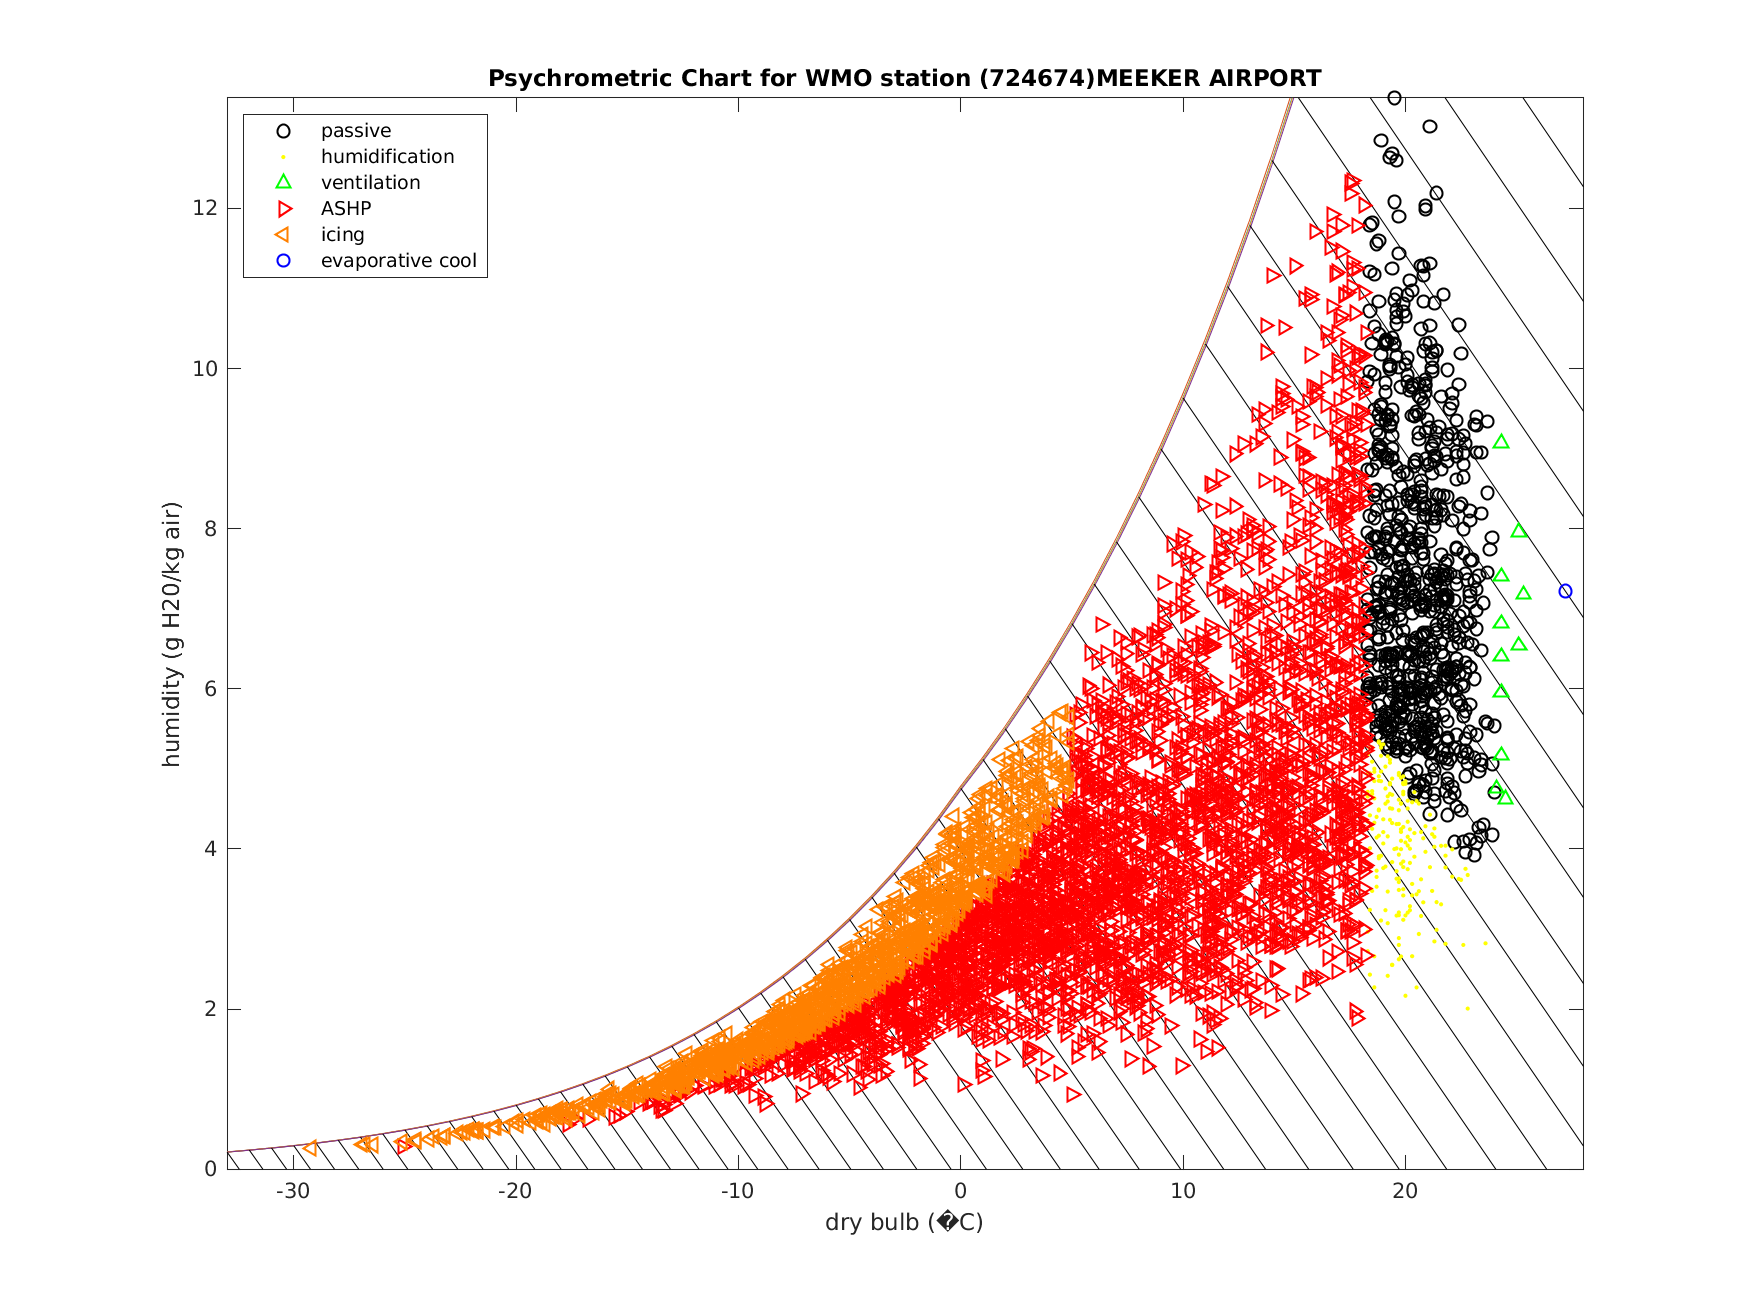 Psychrometric Chart for WMO station (724674)MEEKER AIRPORT
passive
humidification
ventilation
ASHP
icing
evaporative cool
humidity (g H20/kg air)
12
10
8
6
4
2
0
-30
-20
-10
0
10
20
dry bulb (�C)